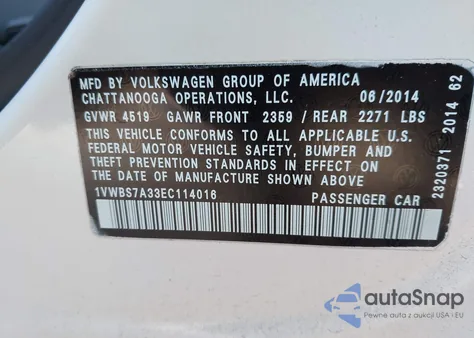 MFD BY VOLKSWAGEN GROUP OF AMERICA
CHATTANOOGA OPERATIONS, LLC. 06/2014
GVWR 4519 GAWR FRONT 2359 / REAR 2271 LBS
THIS VEHICLE CONFORMS TO ALL APPLICABLE U.S.
FEDERAL MOTOR VEHICLE SAFETY, BUMPER AND
THEFT PREVENTION STANDARDS IN EFFECT ON
THE DATE OF MANUFACTURE SHOWN ABOVE
1VWBS7A33EC114016 PASSENGER CAR
2320371 2014 62
autoSnap
Pewne auto z aukcji USA i EU